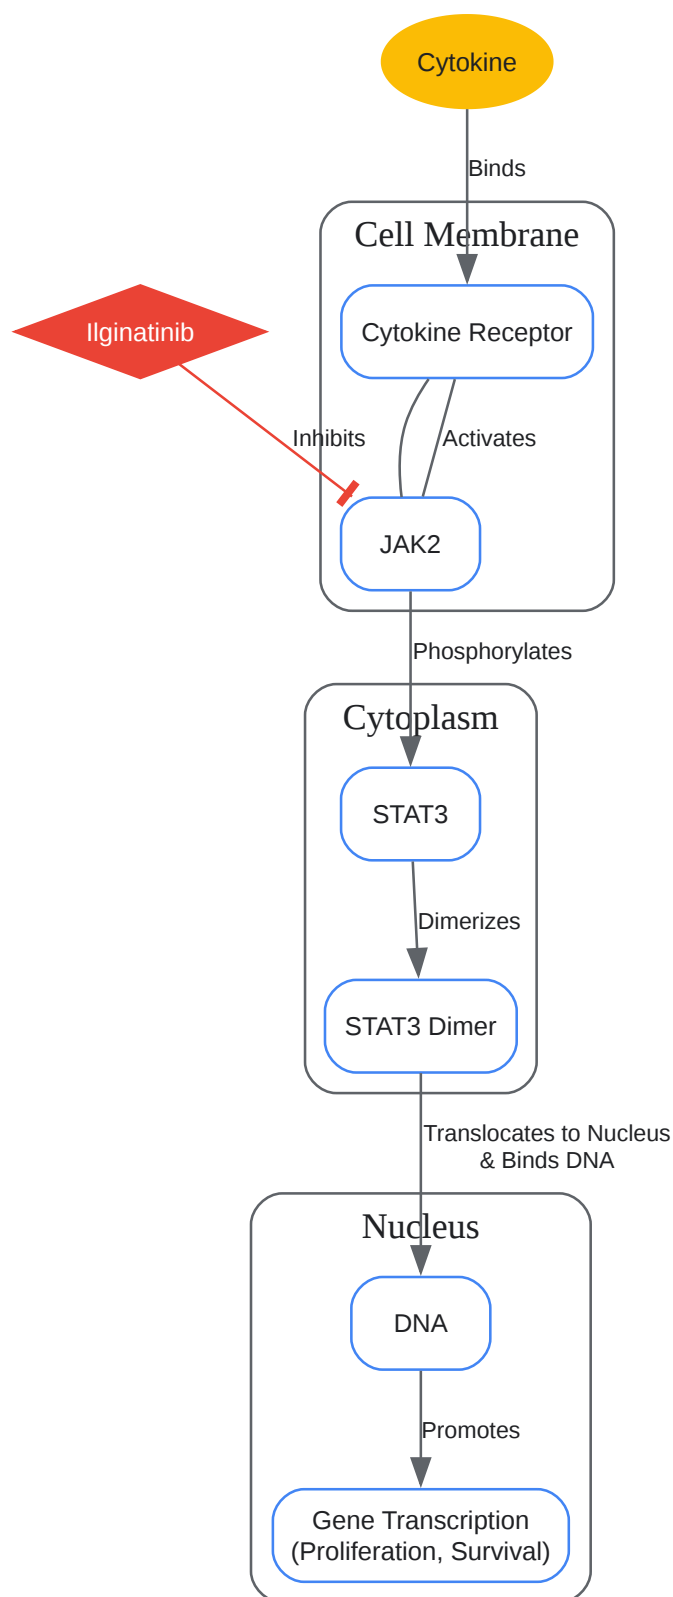 Cytokine
Binds
Cell Membrane
Ilginatinib
Cytokine Receptor
Inhibits
Activates
JAK2
Phosphorylates
Cytoplasm
STAT3
Dimerizes
STAT3 Dimer
Translocates to Nucleus
& Binds DNA
Nucleus
DNA
Promotes
Gene Transcription
(Proliferation, Survival)